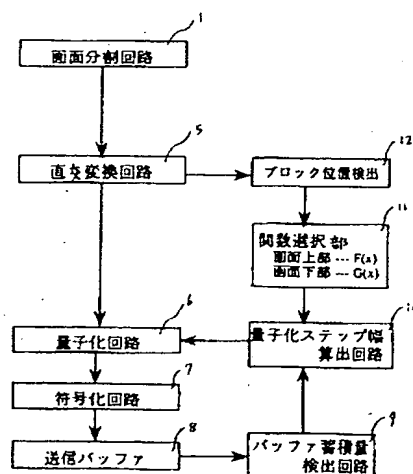 1
画面分割回路
5
直交変換回路
12
ブロック位置検出
11
関数選択部
画面上部 --- F(x)
画面下部 --- G(x)
6
量子化回路
10
量子化ステップ幅
算出回路
7
符号化回路
8
送信バッファ
9
バッファ蓄積量
検出回路